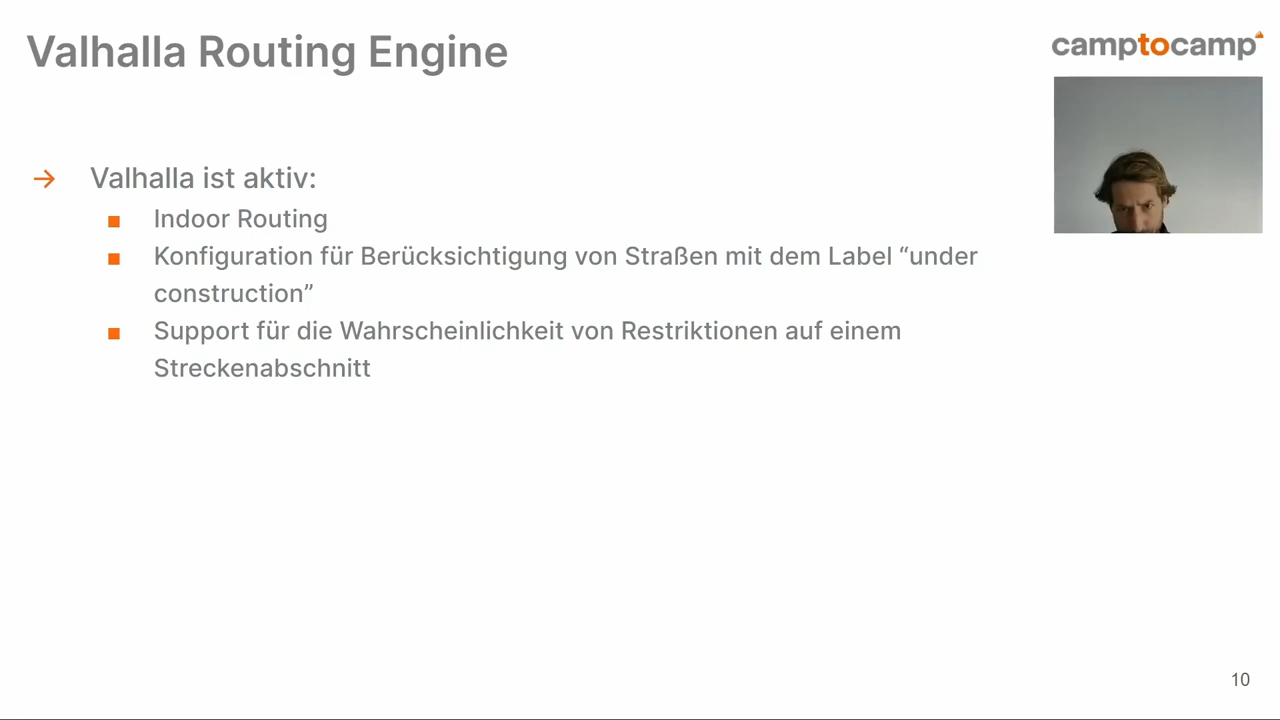 Valhalla Routing Engine
camptocamp
→ Valhalla ist aktiv:
■ Indoor Routing
■ Konfiguration für Berücksichtigung von Straßen mit dem Label “under
construction”
■ Support für die Wahrscheinlichkeit von Restriktionen auf einem
Streckenabschnitt
10